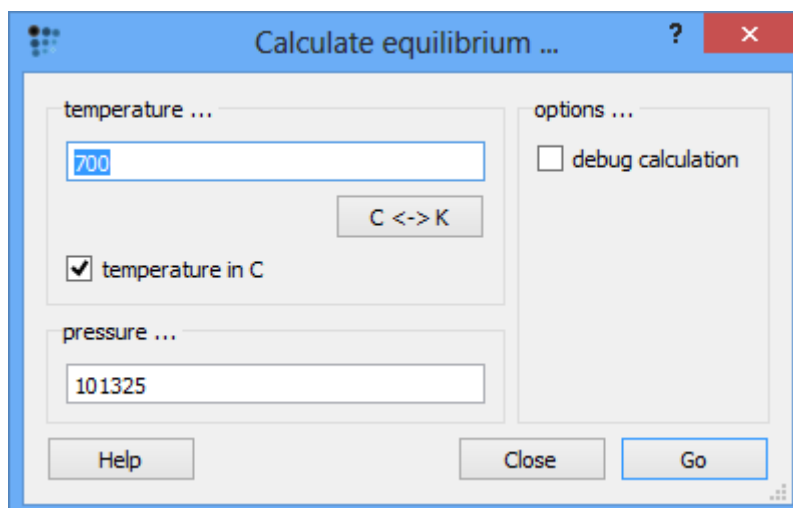 Calculate equilibrium ...
?
temperature ...
700
C <-> K
temperature in C
pressure ...
101325
options ...
debug calculation
Help
Close
Go